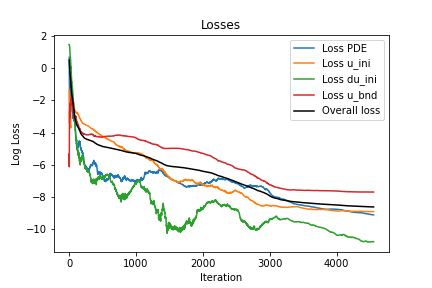 Losses
Log Loss
2
0
−2
−4
−6
−8
−10
Loss PDE
Loss u_ini
Loss du_ini
Loss u_bnd
Overall loss
0
1000
2000
3000
4000
Iteration